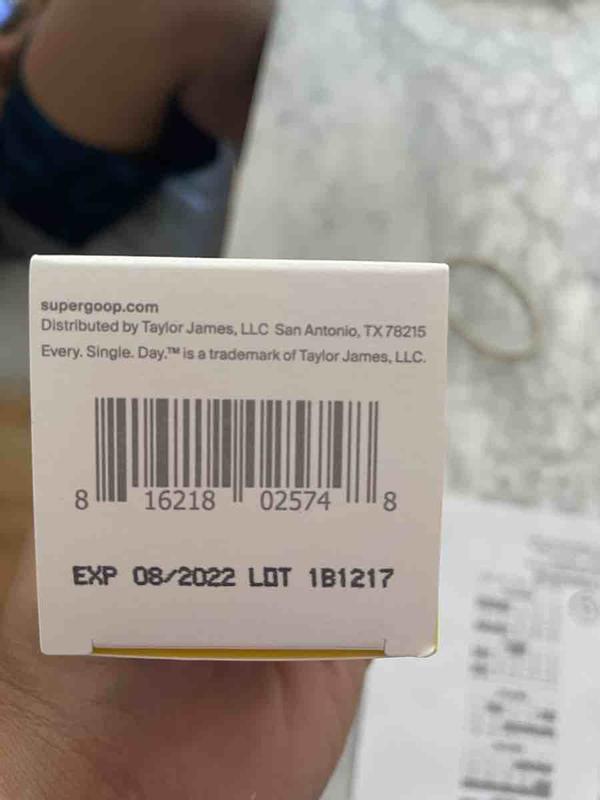 supergoop.com
Distributed by Taylor James, LLC San Antonio, TX 78215
Every. Single. Day.™ is a trademark of Taylor James, LLC.
8 16218 02574 8
EXP 08/2022 LOT 1B1217